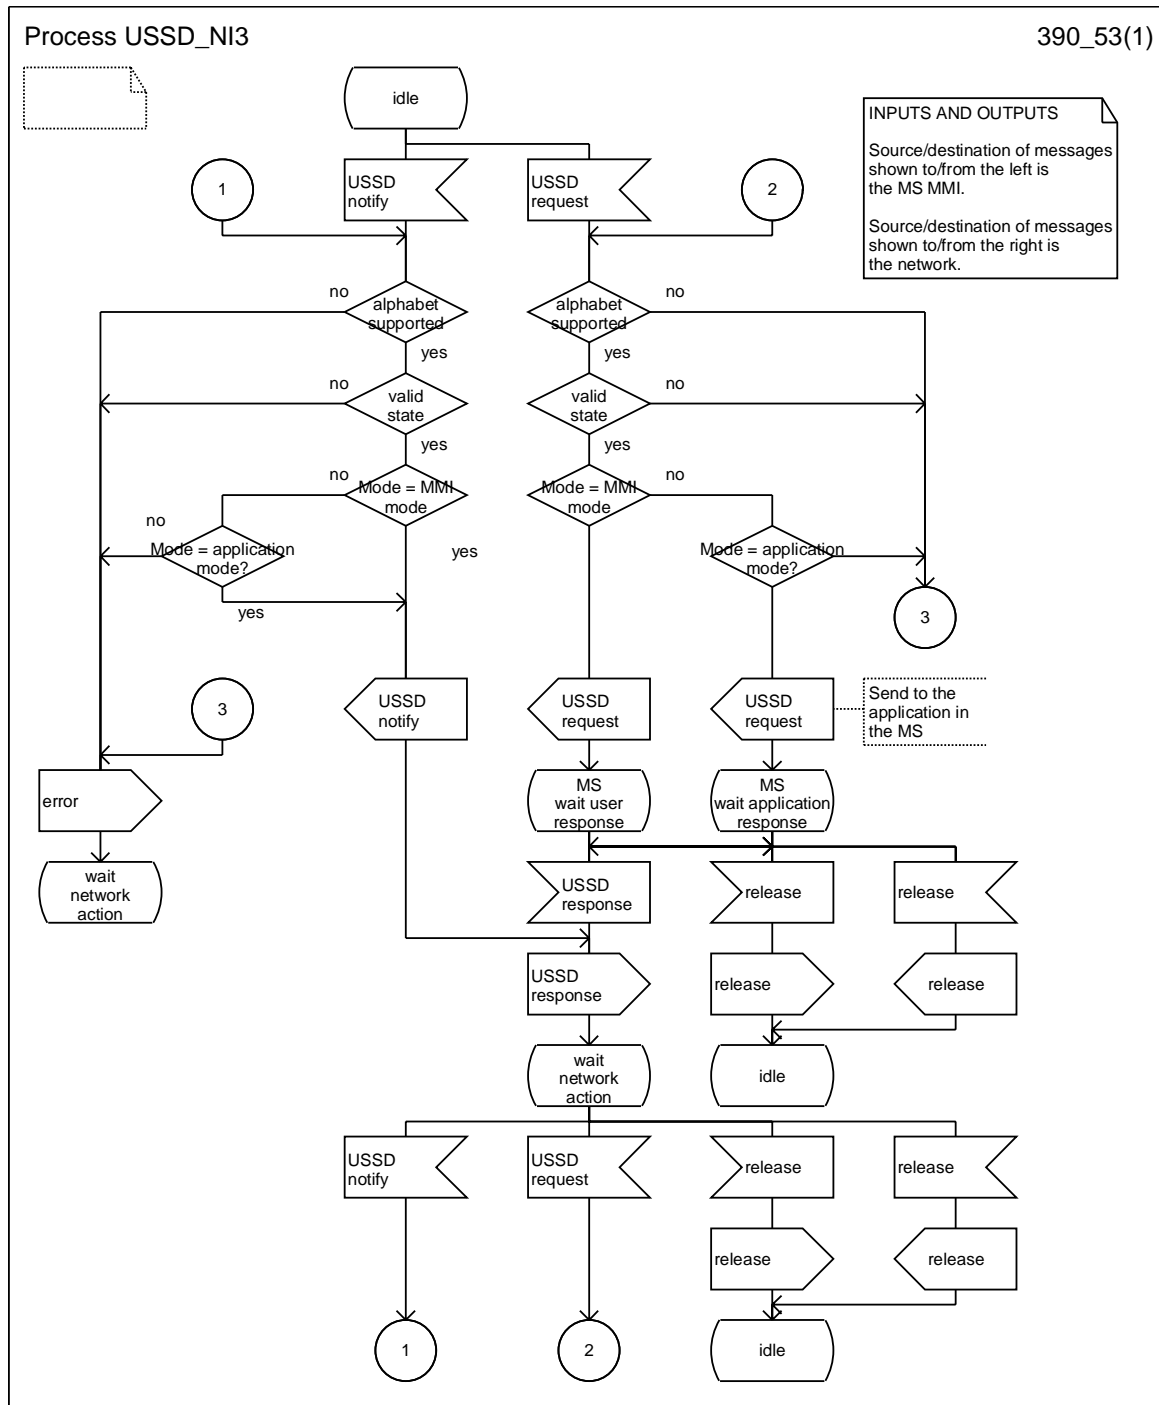 Process USSD_NI3
390_53(1)
idle
INPUTS AND OUTPUTS
Source/destination of messages
shown to/from the left is
the MS MMI.
Source/destination of messages
shown to/from the right is
the network.
1
USSD
notify
USSD
request
2
no
alphabet
supported
yes
alphabet
supported
no
yes
no
valid
state
yes
valid
state
no
yes
no
Mode = MMI
mode
yes
Mode = MMI
mode
no
yes
no
Mode = application
mode?
yes
Mode = application
mode?
3
3
USSD
notify
USSD
request
USSD
request
Send to the
application in
the MS
error
MS
wait user
response
MS
wait application
response
wait
network
action
USSD
response
release
release
USSD
response
release
release
wait
network
action
idle
USSD
notify
USSD
request
release
release
release
release
1
2
idle